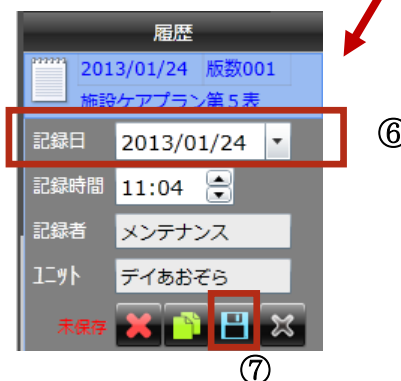 履歴
2013/01/24 版数001
施設ケアプラン第5表
記録日 2013/01/24
⑥
記録時間 11:04
記録者 メンテナンス
ユニット デイあおぞら
未保存
⑦